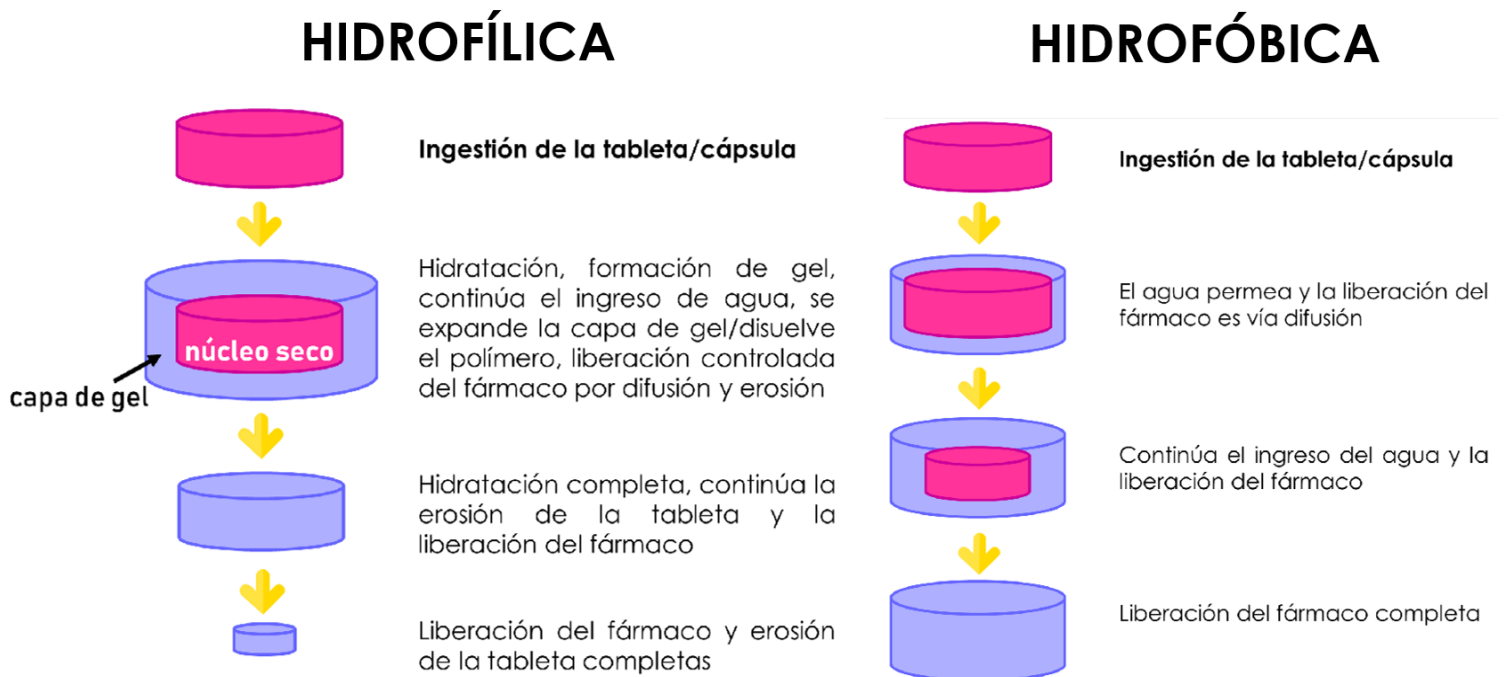 HIDROFÍLICA
Ingestión de la tableta/cápsula
Hidratación, formación de gel,
continúa el ingreso de agua, se
expande la capa de gel/disuelve
el polímero, liberación controlada
del fármaco por difusión y erosión
núcleo seco
capa de gel
Hidratación completa, continúa la
erosión de la tableta y la
liberación del fármaco
Liberación del fármaco y erosión
de la tableta completas
HIDROFÓBICA
Ingestión de la tableta/cápsula
El agua permea y la liberación del
fármaco es vía difusión
Continúa el ingreso del agua y la
liberación del fármaco
Liberación del fármaco completa